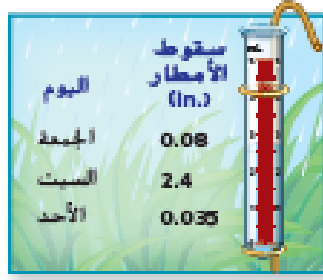 سقوط
الأمطار
اليوم (in.)
الجمعة 0.08
السبت 2.4
الأحد 0.035